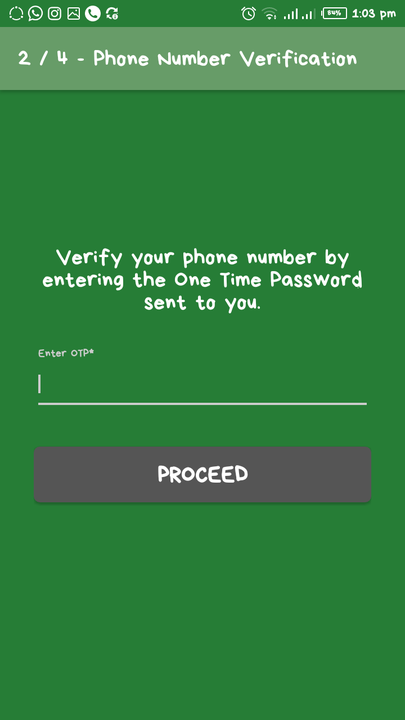 54% 1:03 pm
2 / 4 - Phone Number Verification
Verify your phone number by
entering the One Time Password
sent to you.
Enter OTP*
PROCEED